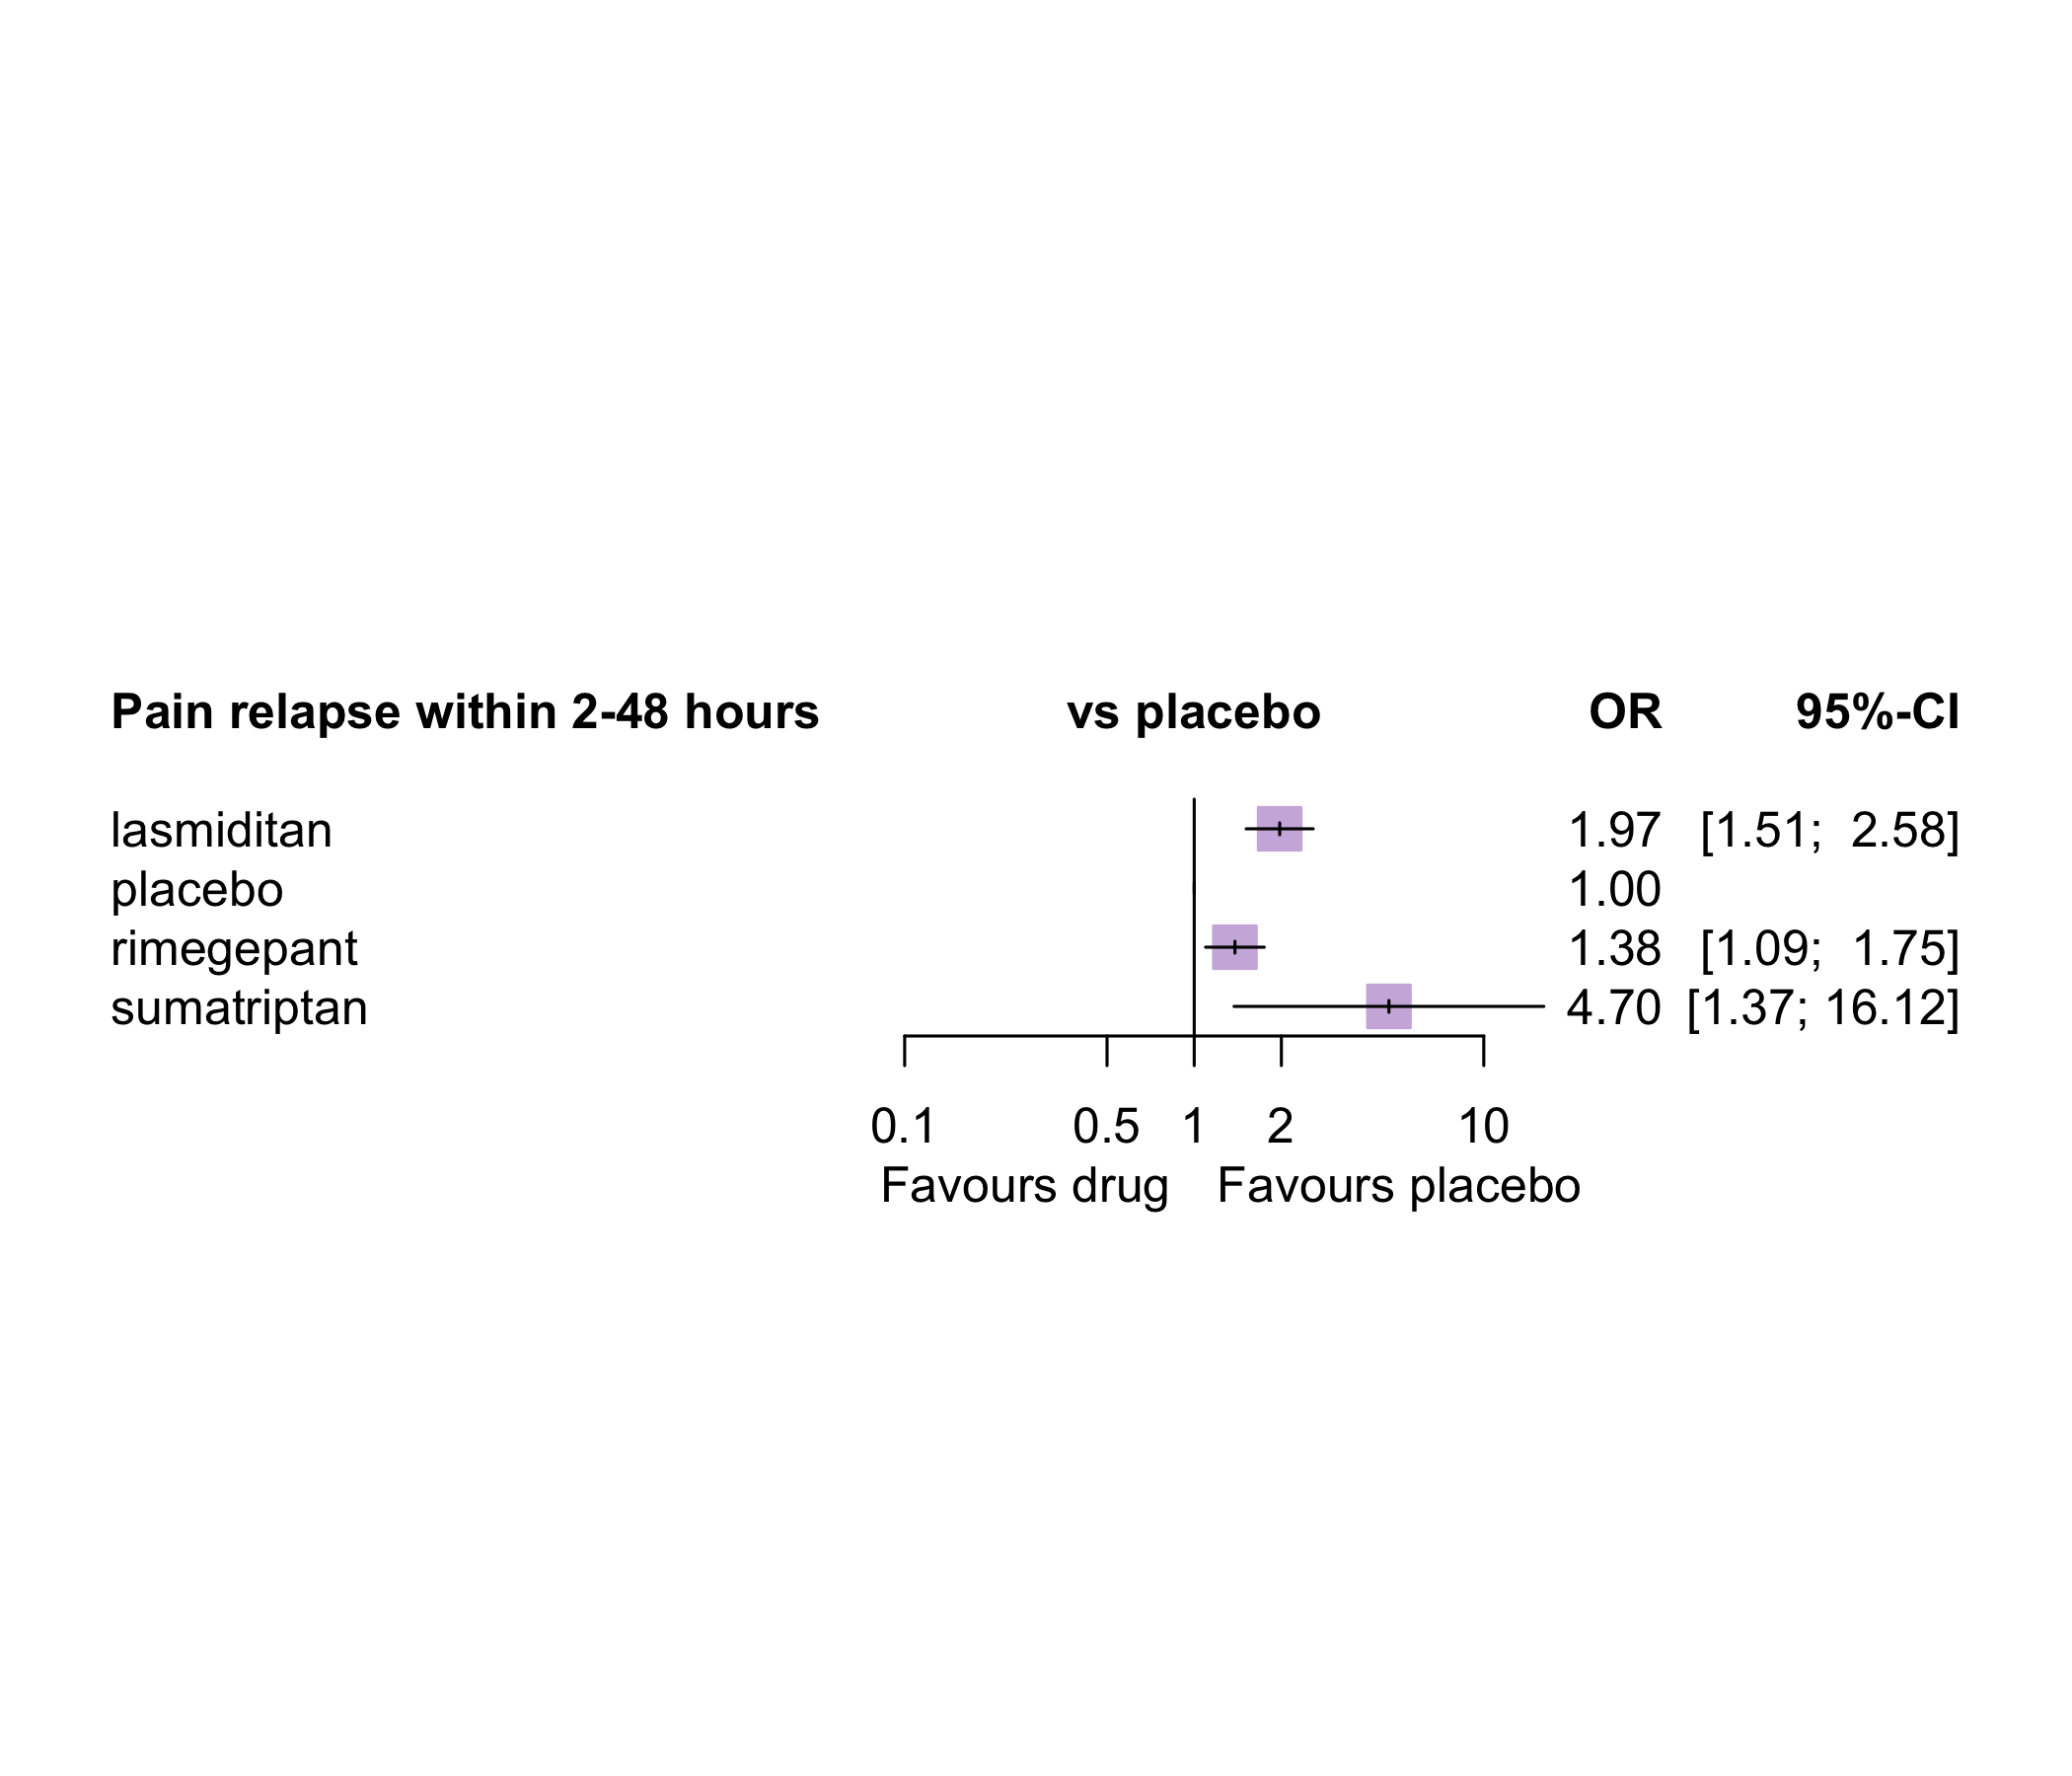 Pain relapse within 2-48 hours vs placebo OR 95%-CI
lasmiditan 1.97 [1.51; 2.58]
placebo 1.00
rimegepant 1.38 [1.09; 1.75]
sumatriptan 4.70 [1.37; 16.12]
0.1 0.5 1 2 10
Favours drug Favours placebo